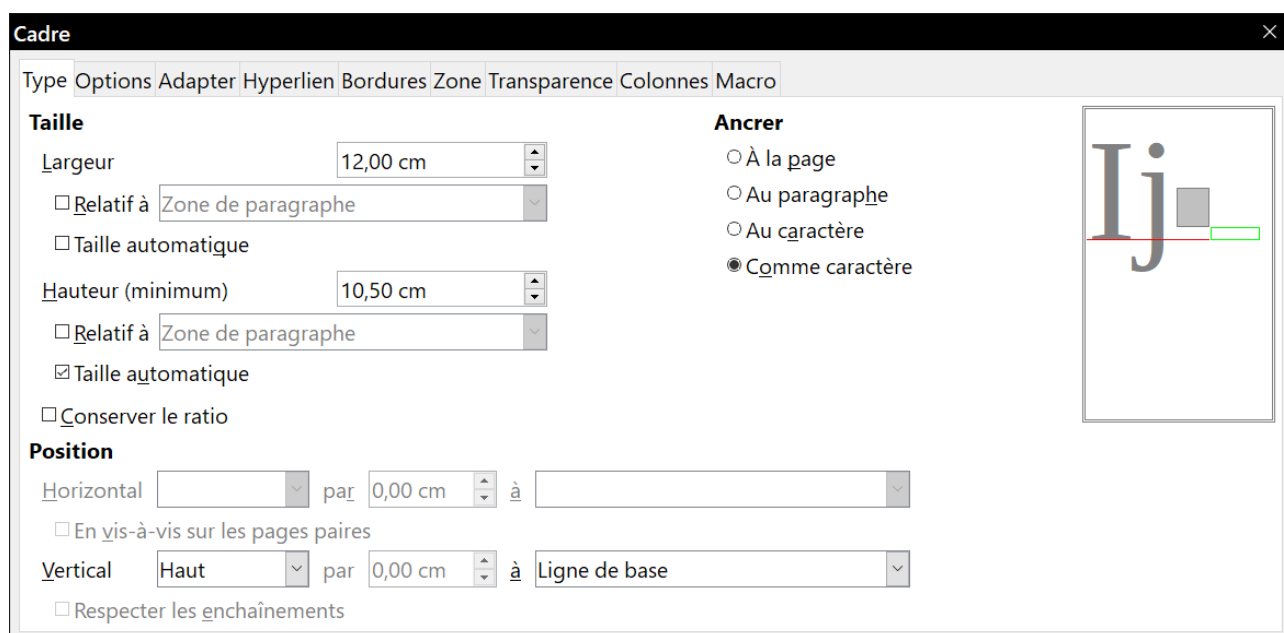 Cadre
Type Options Adapter Hyperlien Bordures Zone Transparence Colonnes Macro
Taille
Largeur 12,00 cm
Relatif à Zone de paragraphe
Taille automatique
Hauteur (minimum) 10,50 cm
Relatif à Zone de paragraphe
Taille automatique
Conserver le ratio
Ancrer
À la page
Au paragraphe
Au caractère
Comme caractère
Ij
Position
Horizontal par 0,00 cm à
En vis-à-vis sur les pages paires
Vertical Haut par 0,00 cm à Ligne de base
Respecter les enchaînements